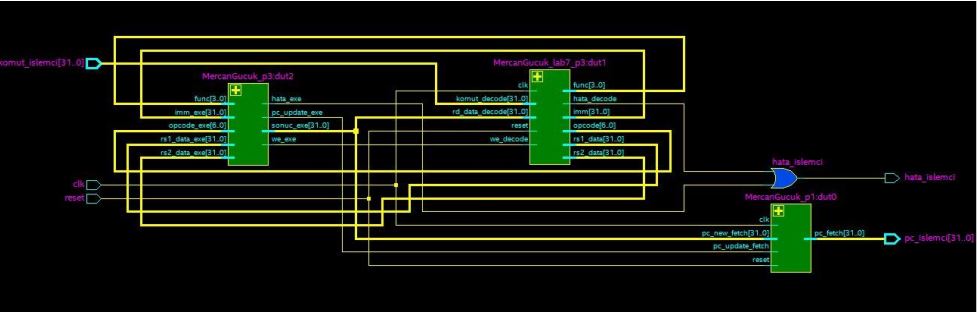 komut_islemci[31..0]
MercanGucuk_p3:dut2
func[3..0]
imm_exe[31..0]
opcode_exe[6..0]
rs1_data_exe[31..0]
rs2_data_exe[31..0]
hata_exe
pc_update_exe
sonuc_exe[31..0]
we_exe
MercanGucuk_lab7_p3:dut1
clk
komut_decode[31..0]
rd_data_decode[31..0]
reset
we_decode
func[3..0]
hata_decode
imm[31..0]
opcode[6..0]
rs1_data[31..0]
rs2_data[31..0]
clk
reset
hata_islemci
hata_islemci
MercanGucuk_p1:dut0
clk
pc_new_fetch[31..0]
pc_update_fetch
reset
pc_fetch[31..0]
pc_islemci[31..0]